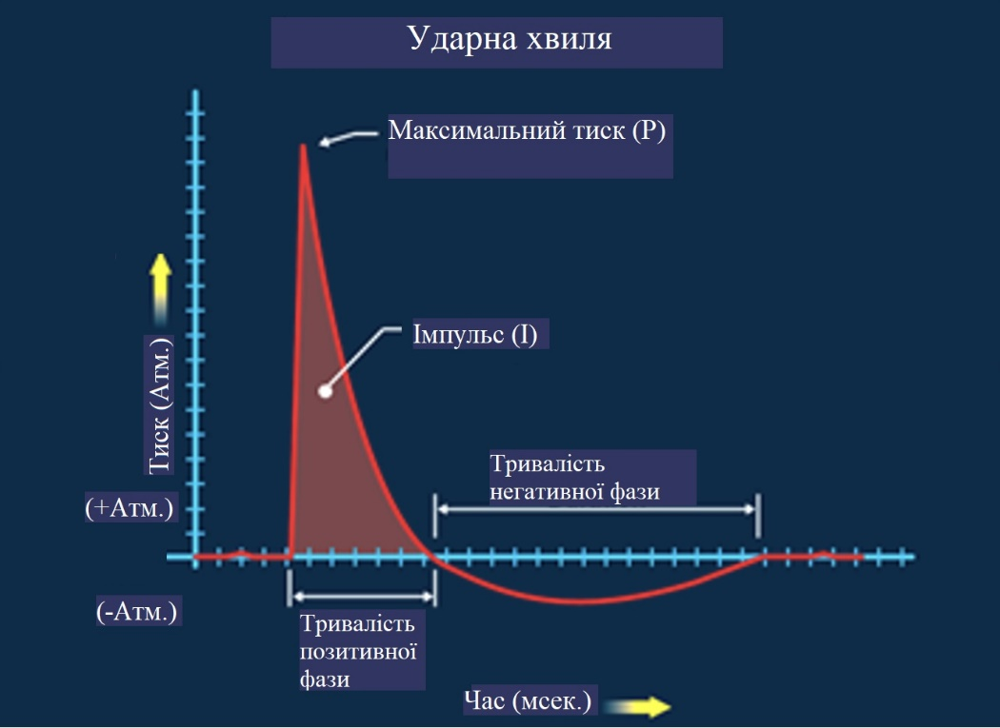 Ударна хвиля
Максимальний тиск (P)
Імпульс (I)
Тиск (Атм.)
Тривалість
негативної фази
(+Атм.)
(-Атм.)
Тривалість
позитивної
фази
Час (мсек.)